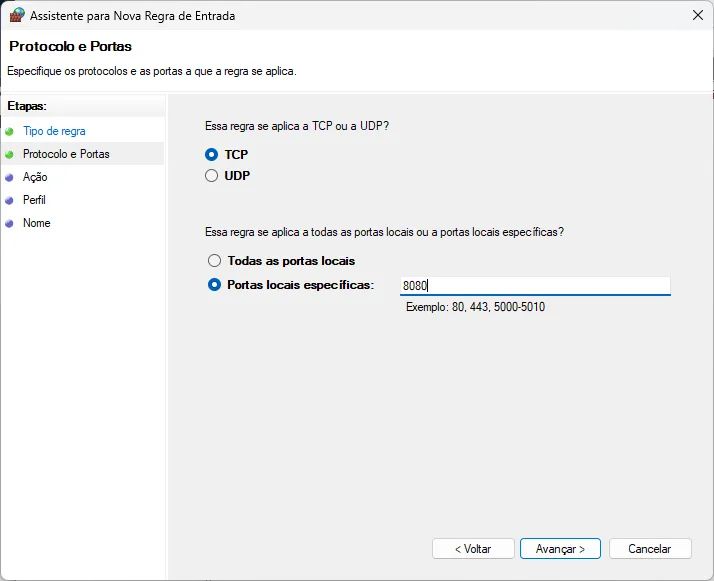 Assistente para Nova Regra de Entrada
Protocolo e Portas
Especifique os protocolos e as portas a que a regra se aplica.
Etapas:
Tipo de regra
Protocolo e Portas
Ação
Perfil
Nome
Essa regra se aplica a TCP ou a UDP?
TCP
UDP
Essa regra se aplica a todas as portas locais ou a portas locais específicas?
Todas as portas locais
Portas locais específicas: 8080
Exemplo: 80, 443, 5000-5010
< Voltar Avançar > Cancelar